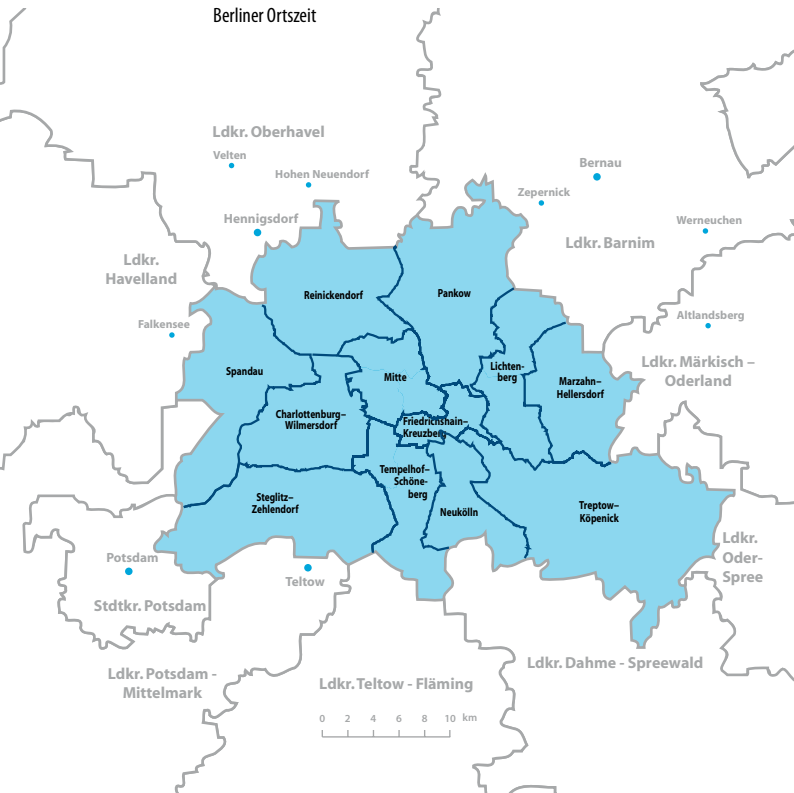 Berliner Ortszeit
Ldkr. Oberhavel
Velten
Hohen Neuendorf
Bernau
Zepernick
Hennigsdorf
Werneuchen
Ldkr. Barnim
Ldkr.
Havelland
Reinickendorf
Pankow
Falkensee
Altlandsberg
Ldkr. Märkisch –
Oderland
Spandau
Mitte
Lichten-
berg
Marzahn–
Hellersdorf
Charlottenburg–
Wilmersdorf
Friedrichshain–
Kreuzberg
Tempelhof–
Schöne-
berg
Steglitz–
Zehlendorf
Neukölln
Treptow–
Köpenick
Ldkr.
Oder-
Spree
Potsdam
Teltow
Stdtkr. Potsdam
Ldkr. Potsdam -
Mittelmark
Ldkr. Teltow - Fläming
Ldkr. Dahme - Spreewald
0 2 4 6 8 10 km